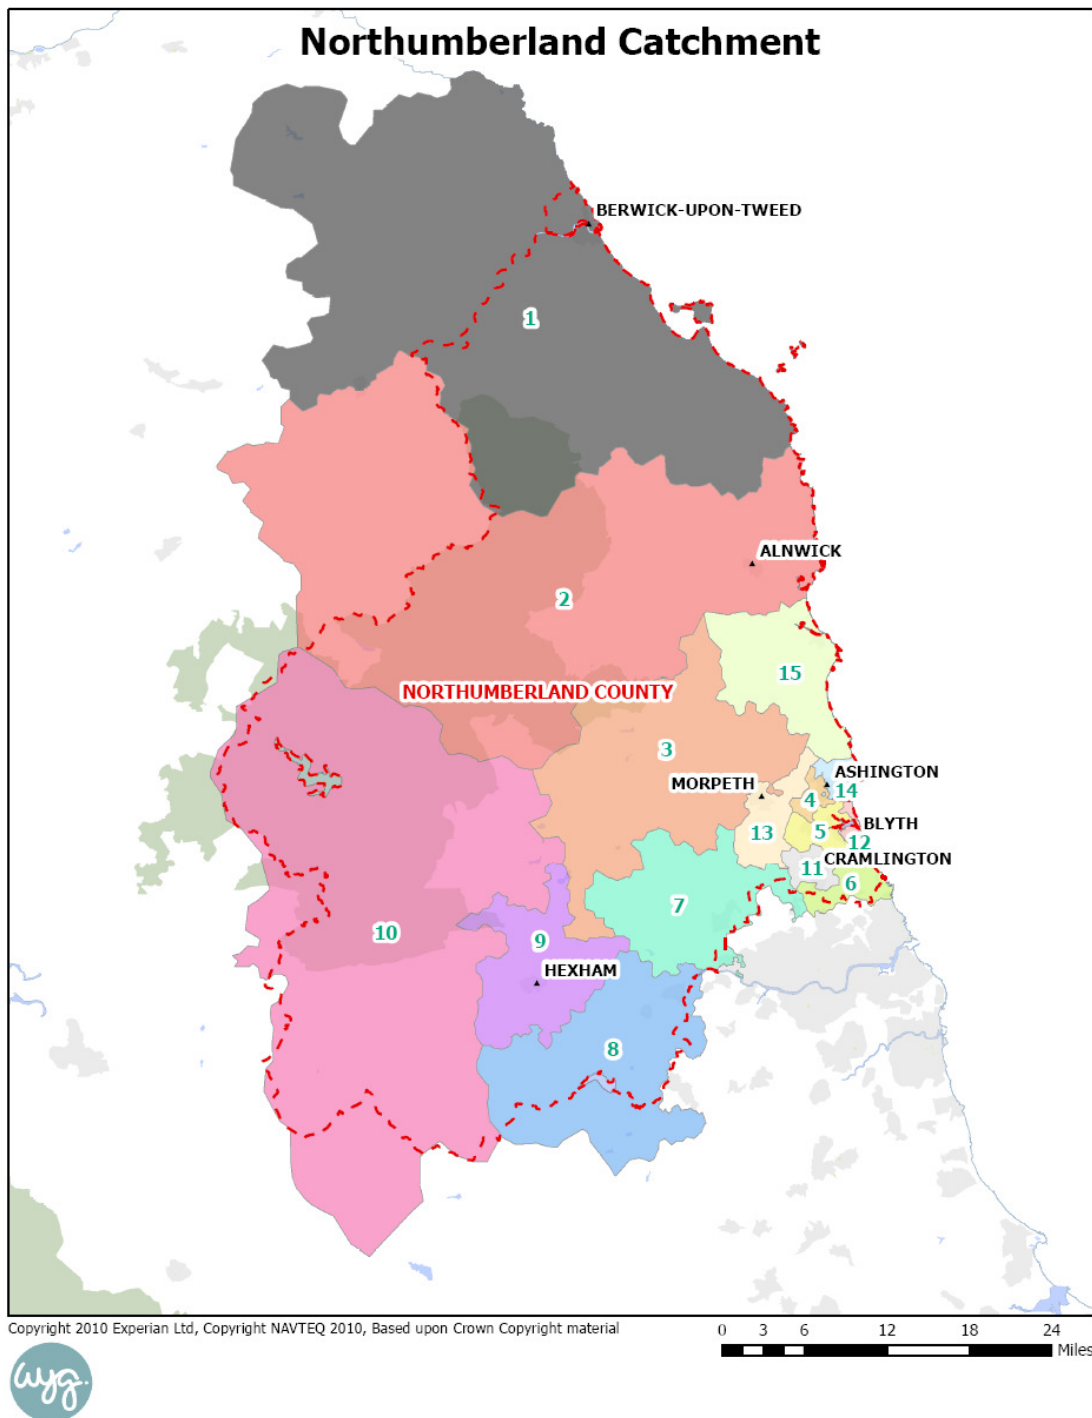 Northumberland Catchment
BERWICK-UPON-TWEED
1
ALNWICK
2
15
NORTHUMBERLAND COUNTY
3
ASHINGTON
MORPETH
14
4
BLYTH
13
5
12
CRAMLINGTON
11
6
7
10
9
HEXHAM
8
Copyright 2010 Experian Ltd, Copyright NAVTEQ 2010, Based upon Crown Copyright material
0 3 6 12 18 24
Miles
wyg.